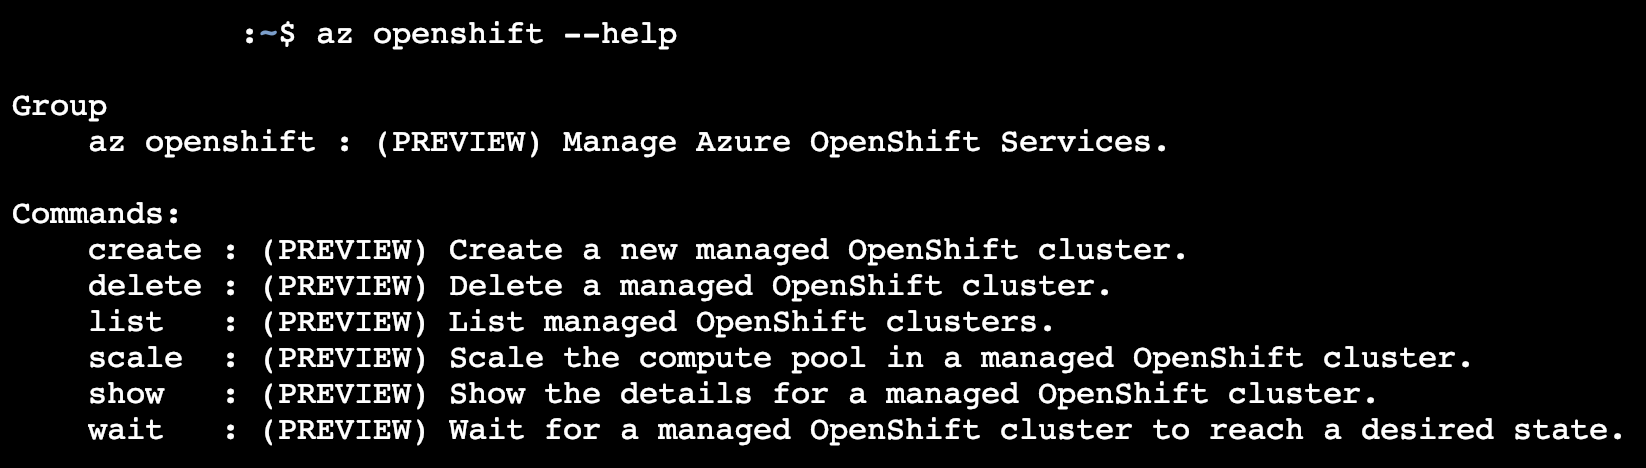 :~$ az openshift --help
Group
az openshift : (PREVIEW) Manage Azure OpenShift Services.
Commands:
create : (PREVIEW) Create a new managed OpenShift cluster.
delete : (PREVIEW) Delete a managed OpenShift cluster.
list : (PREVIEW) List managed OpenShift clusters.
scale : (PREVIEW) Scale the compute pool in a managed OpenShift cluster.
show : (PREVIEW) Show the details for a managed OpenShift cluster.
wait : (PREVIEW) Wait for a managed OpenShift cluster to reach a desired state.